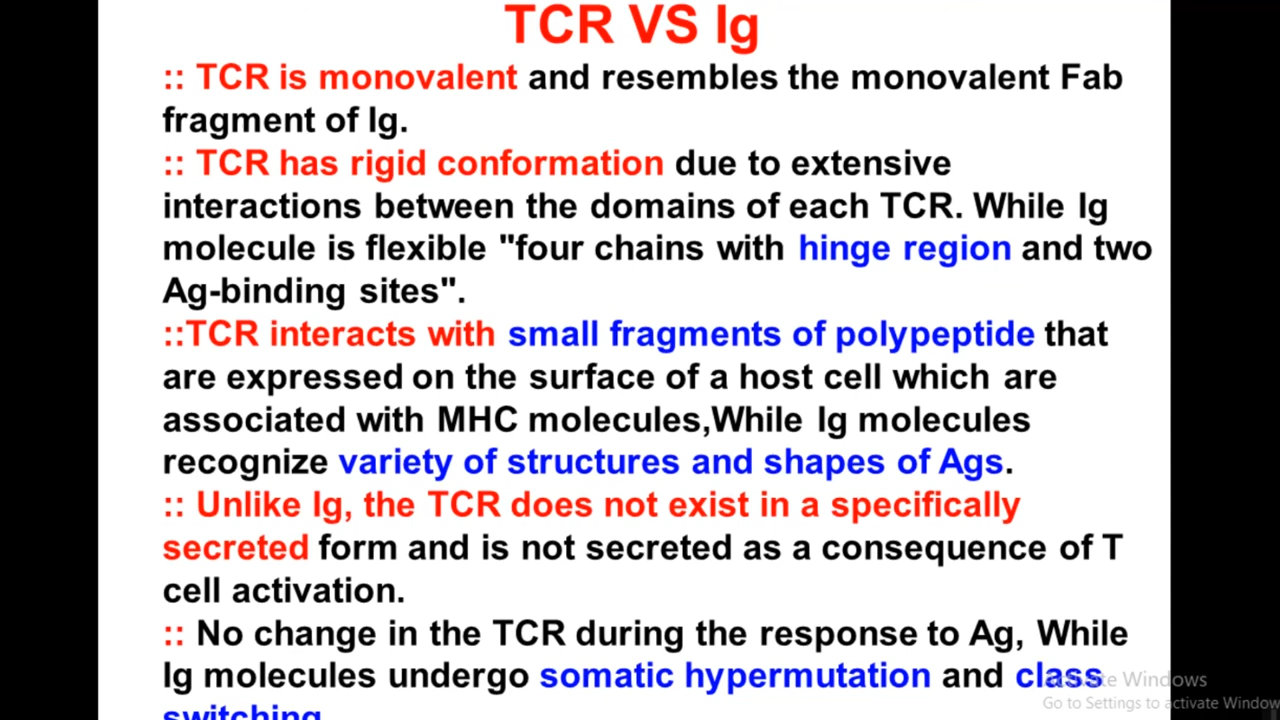 TCR VS Ig
:: TCR is monovalent and resembles the monovalent Fab
fragment of Ig.
:: TCR has rigid conformation due to extensive
interactions between the domains of each TCR. While Ig
molecule is flexible "four chains with hinge region and two
Ag-binding sites".
::TCR interacts with small fragments of polypeptide that
are expressed on the surface of a host cell which are
associated with MHC molecules,While Ig molecules
recognize variety of structures and shapes of Ags.
:: Unlike Ig, the TCR does not exist in a specifically
secreted form and is not secreted as a consequence of T
cell activation.
:: No change in the TCR during the response to Ag, While
Ig molecules undergo somatic hypermutation and class
switching
Activate Windows
Go to Settings to activate Window